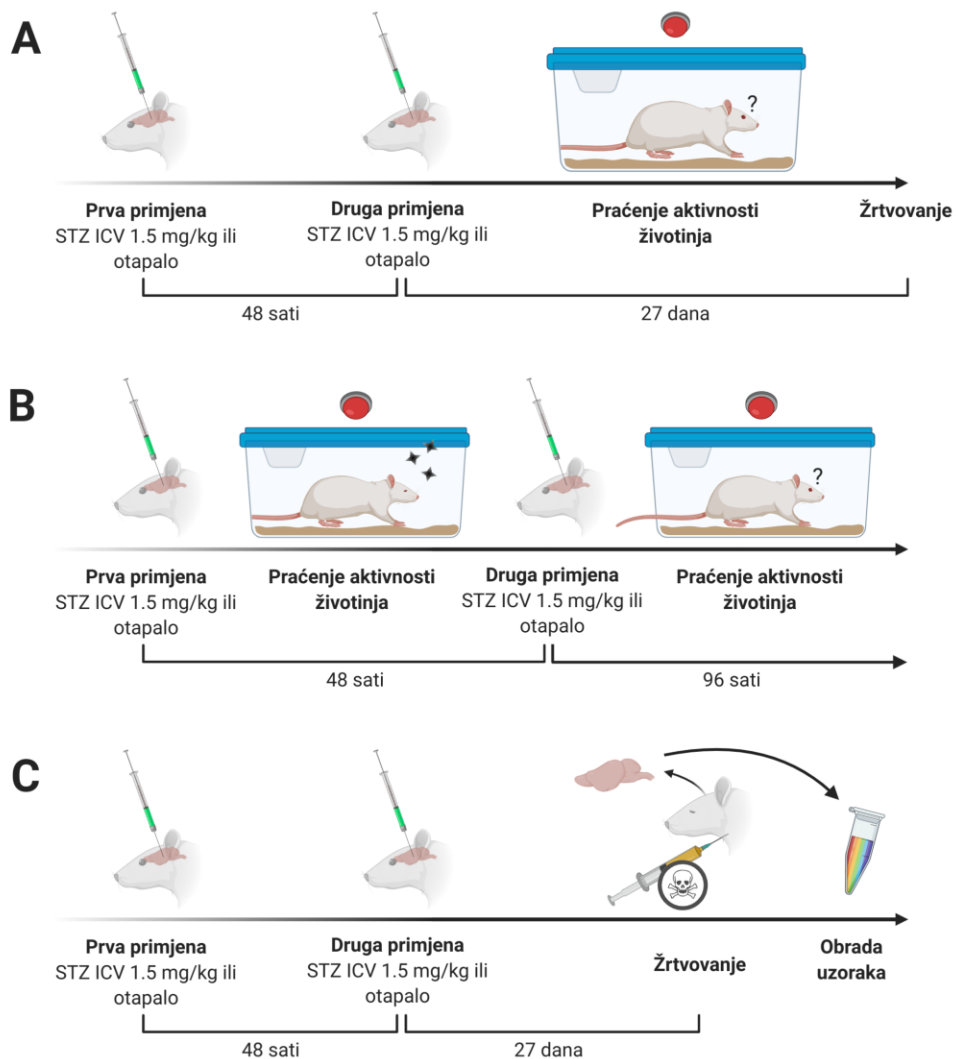 A
?
Prva primjena
STZ ICV 1.5 mg/kg ili
otapalo
Druga primjena
STZ ICV 1.5 mg/kg ili
otapalo
Praćenje aktivnosti
životinja
Žrtvovanje
48 sati
27 dana
B
?
Prva primjena
STZ ICV 1.5 mg/kg ili
otapalo
Praćenje aktivnosti
životinja
Druga primjena
STZ ICV 1.5 mg/kg ili
otapalo
Praćenje aktivnosti
životinja
48 sati
96 sati
C
Prva primjena
STZ ICV 1.5 mg/kg ili
otapalo
Druga primjena
STZ ICV 1.5 mg/kg ili
otapalo
Žrtvovanje
Obrada
uzoraka
48 sati
27 dana